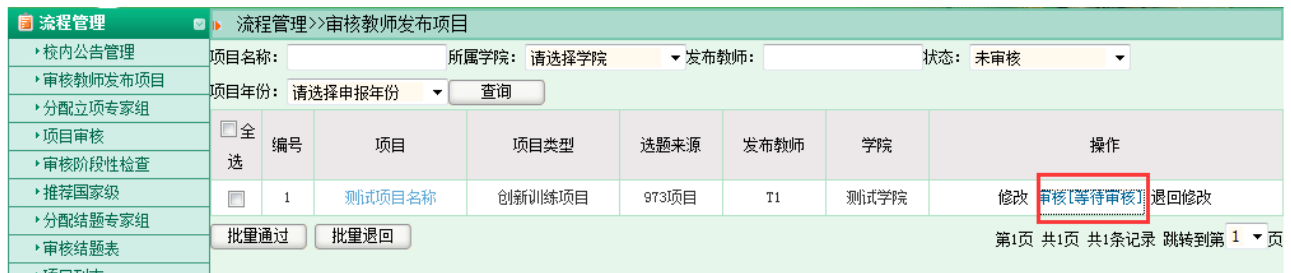 流程管理
流程管理>>审核教师发布项目
核内公告管理
审核教师发布项目
分配立项专家组
项目审核
审核阶段性检查
推荐国家级
分配结题专家组
审核结题表
项目名称： 所属学院： 请选择学院 发布教师： 状态： 未审核
项目年份： 请选择申报年份 查询
全选 编号 项目 项目类型 选题来源 发布教师 学院 操作
1 测试项目名称 创新训练项目 973项目 T1 测试学院 修改 审核[等待审核] 退回修改
批量通过 批量退回 第1页 共1页 共1条记录 跳转到第 1 页